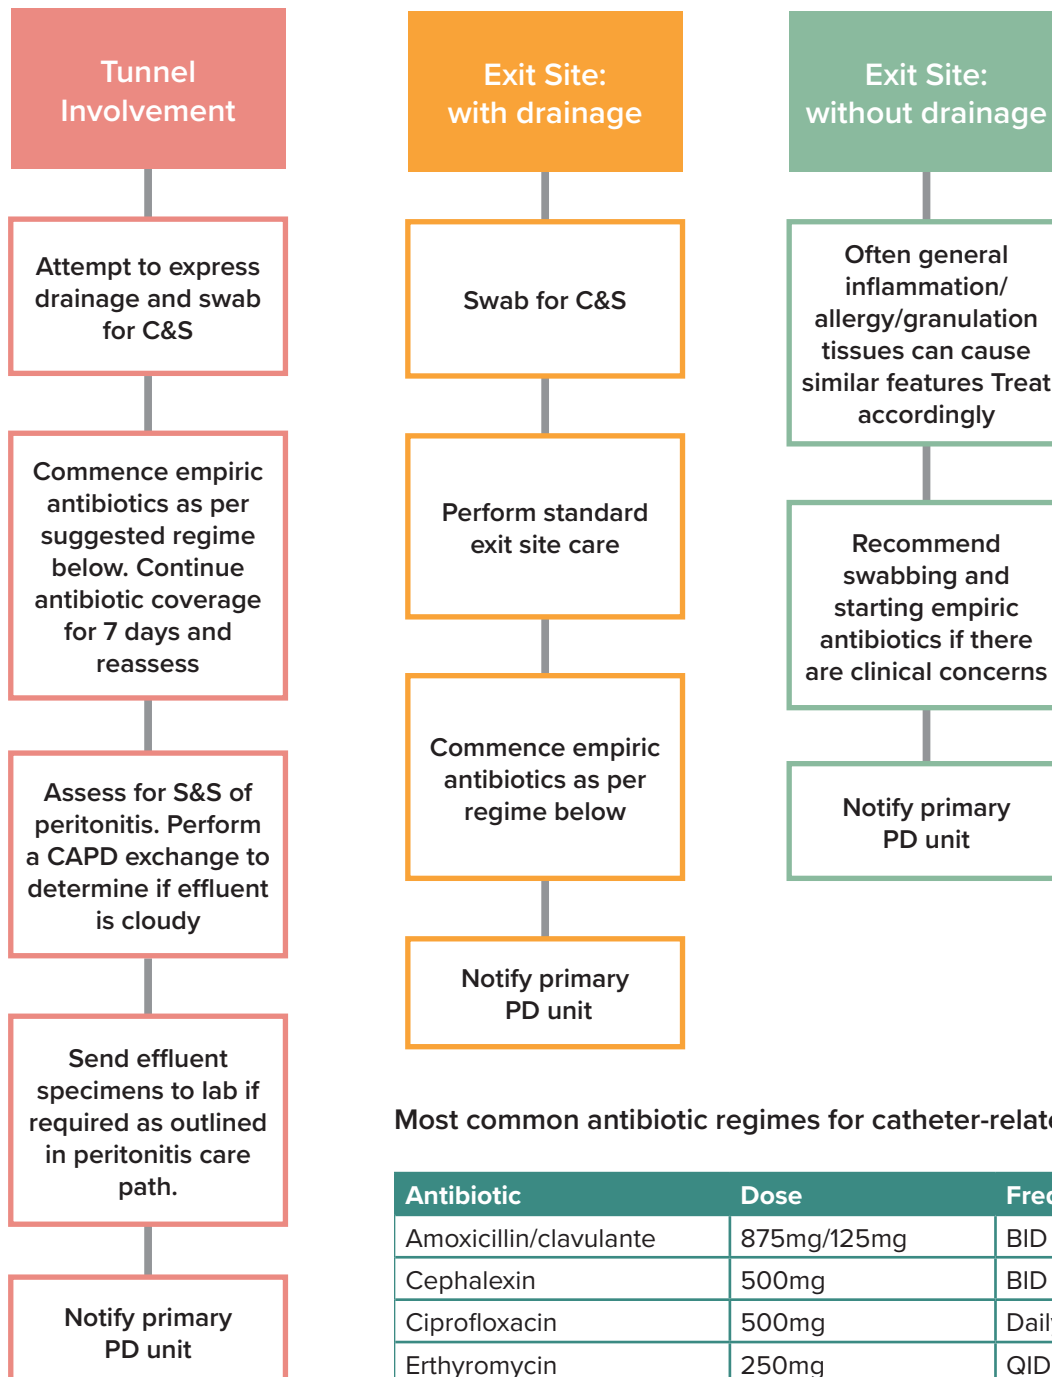 Tunnel
Involvement
Attempt to express
drainage and swab
for C&S
Commence empiric
antibiotics as per
suggested regime
below. Continue
antibiotic coverage
for 7 days and
reassess
Assess for S&S of
peritonitis. Perform
a CAPD exchange to
determine if effluent
is cloudy
Send effluent
specimens to lab if
required as outlined
in peritonitis care
path.
Notify primary
PD unit
Exit Site:
with drainage
Swab for C&S
Perform standard
exit site care
Commence empiric
antibiotics as per
regime below
Notify primary
PD unit
Exit Site:
without drainage
Often general
inflammation/
allergy/granulation
tissues can cause
similar features Treat
accordingly
Recommend
swabbing and
starting empiric
antibiotics if there
are clinical concerns
Notify primary
PD unit
Most common antibiotic regimes for
Antibiotic Dose
Amoxicillin/clavulante 875mg/125mg BID
Cephalexin 500mg BID
Ciprofloxacin 500mg
Erthyromycin 250mg QID